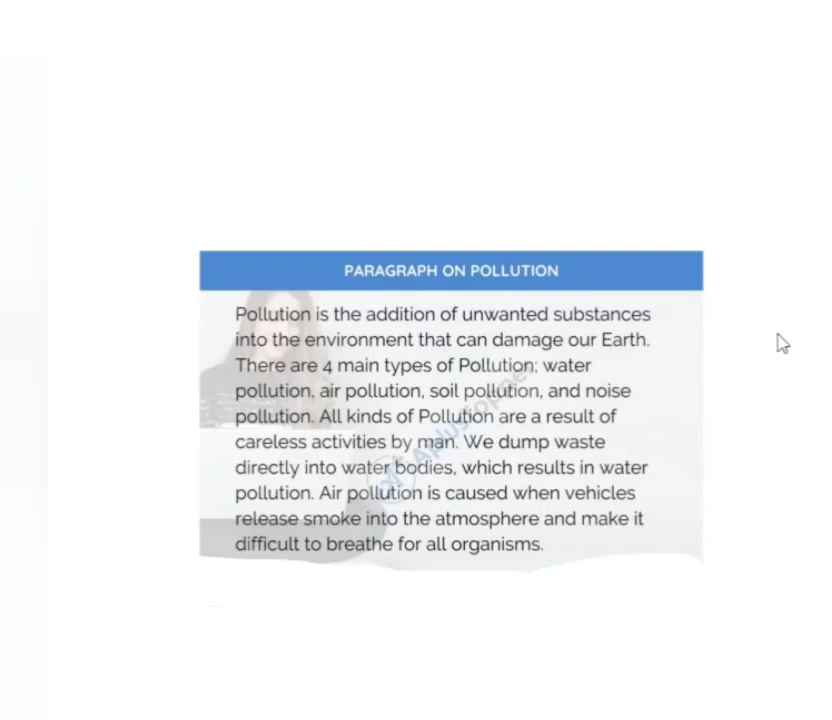 PARAGRAPH ON POLLUTION
Pollution is the addition of unwanted substances
into the environment that can damage our Earth.
There are 4 main types of Pollution; water
pollution, air pollution, soil pollution, and noise
pollution. All kinds of Pollution are a result of
careless activities by man. We dump waste
directly into water bodies, which results in water
pollution. Air pollution is caused when vehicles
release smoke into the atmosphere and make it
difficult to breathe for all organisms.
AplusTopper